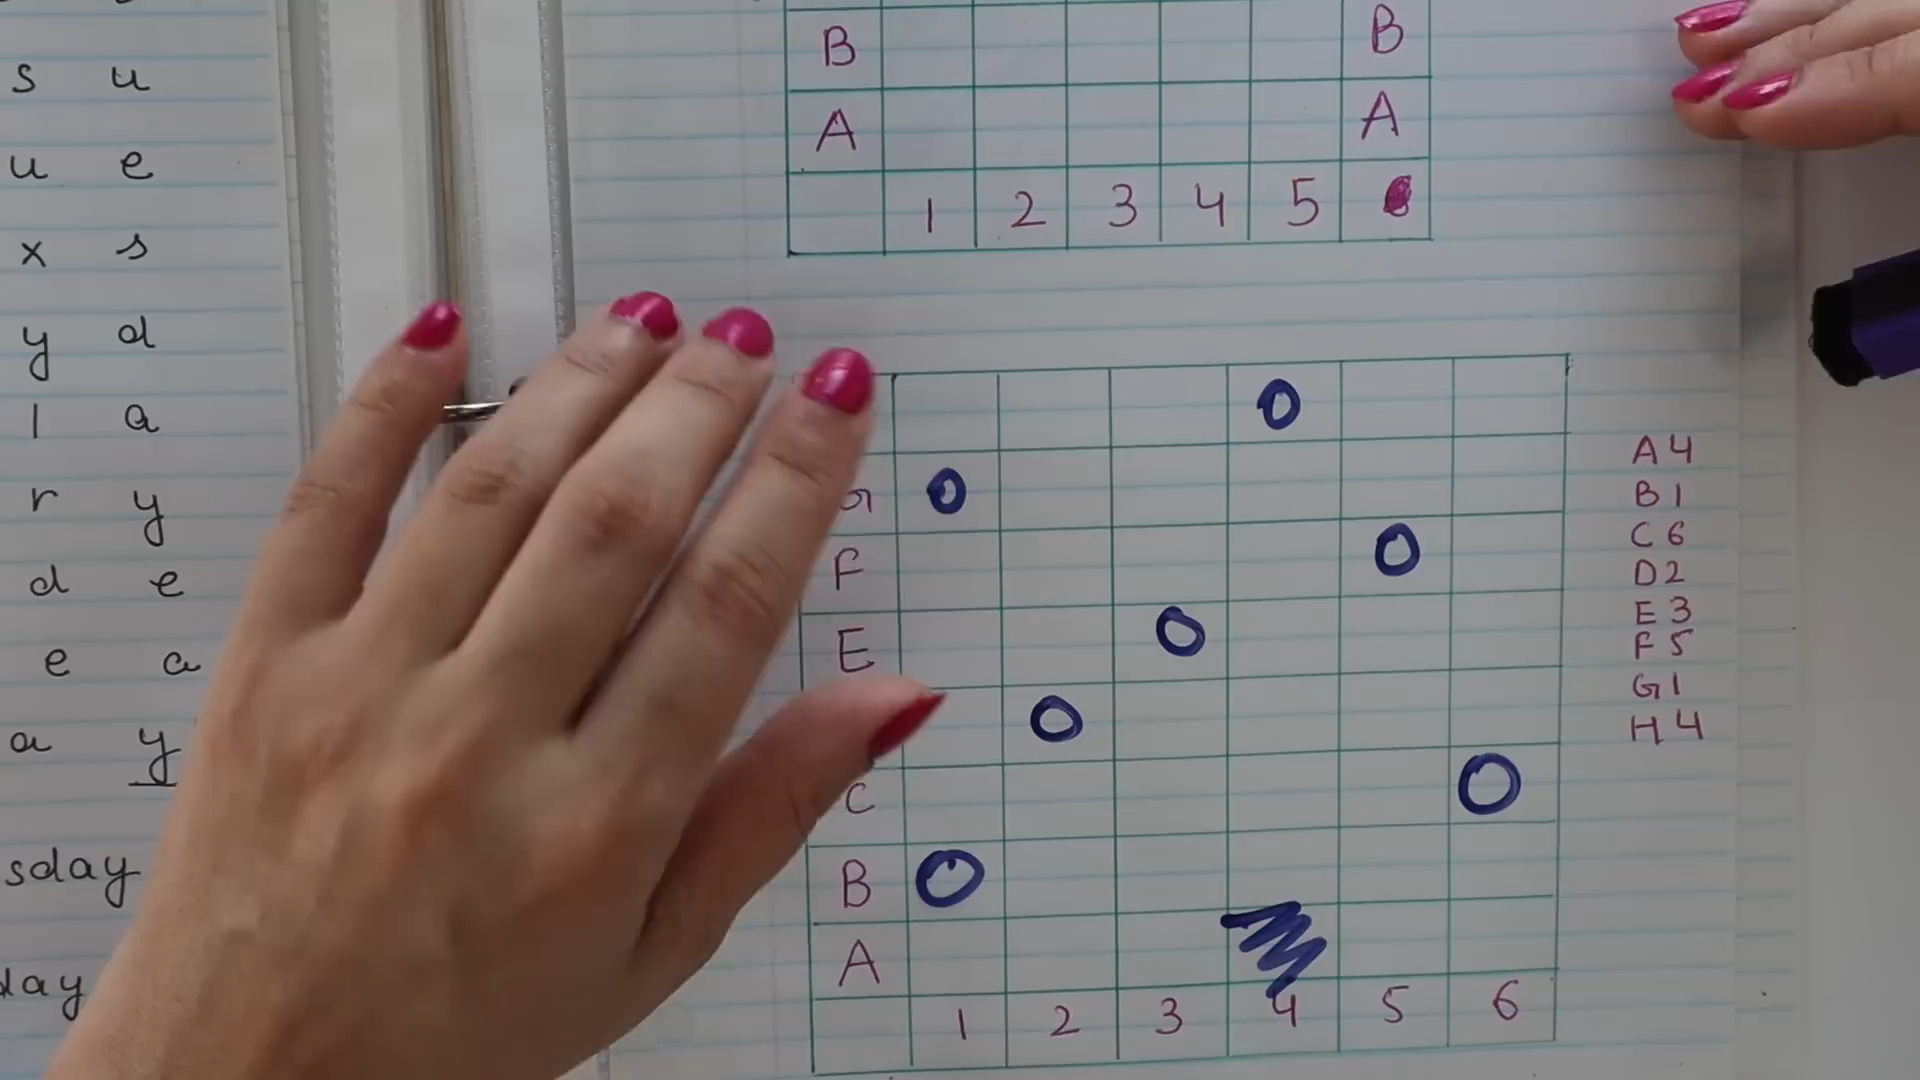 s u
u e
x s
y d
l a
r y
d e
e a
a y
sday
day
B B
A A
1 2 3 4 5
F
E
C
B
A
1 2 3 4 5 6
A 4
B 1
C 6
D 2
E 3
F 5
G 1
H 4